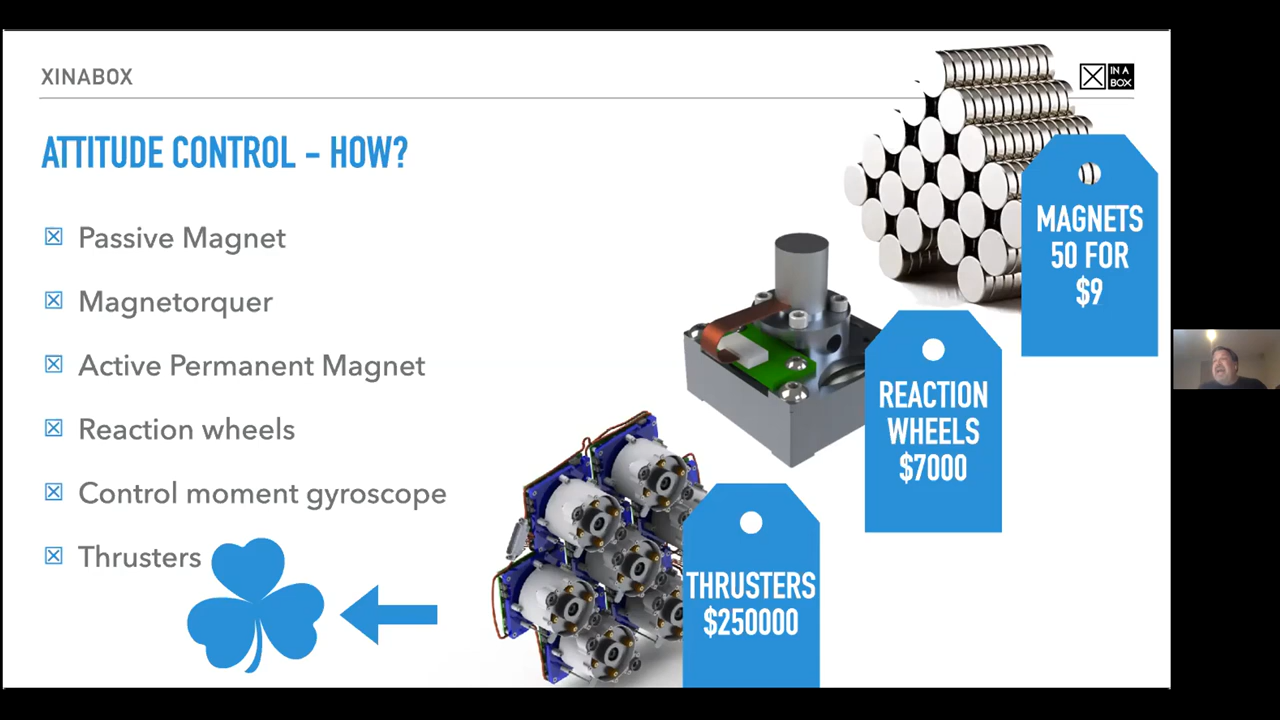 XINABOX
IN A
BOX
ATTITUDE CONTROL – HOW?
Passive Magnet
Magnetorquer
Active Permanent Magnet
Reaction wheels
Control moment gyroscope
Thrusters
MAGNETS
50 FOR
$9
REACTION
WHEELS
$7000
THRUSTERS
$250000